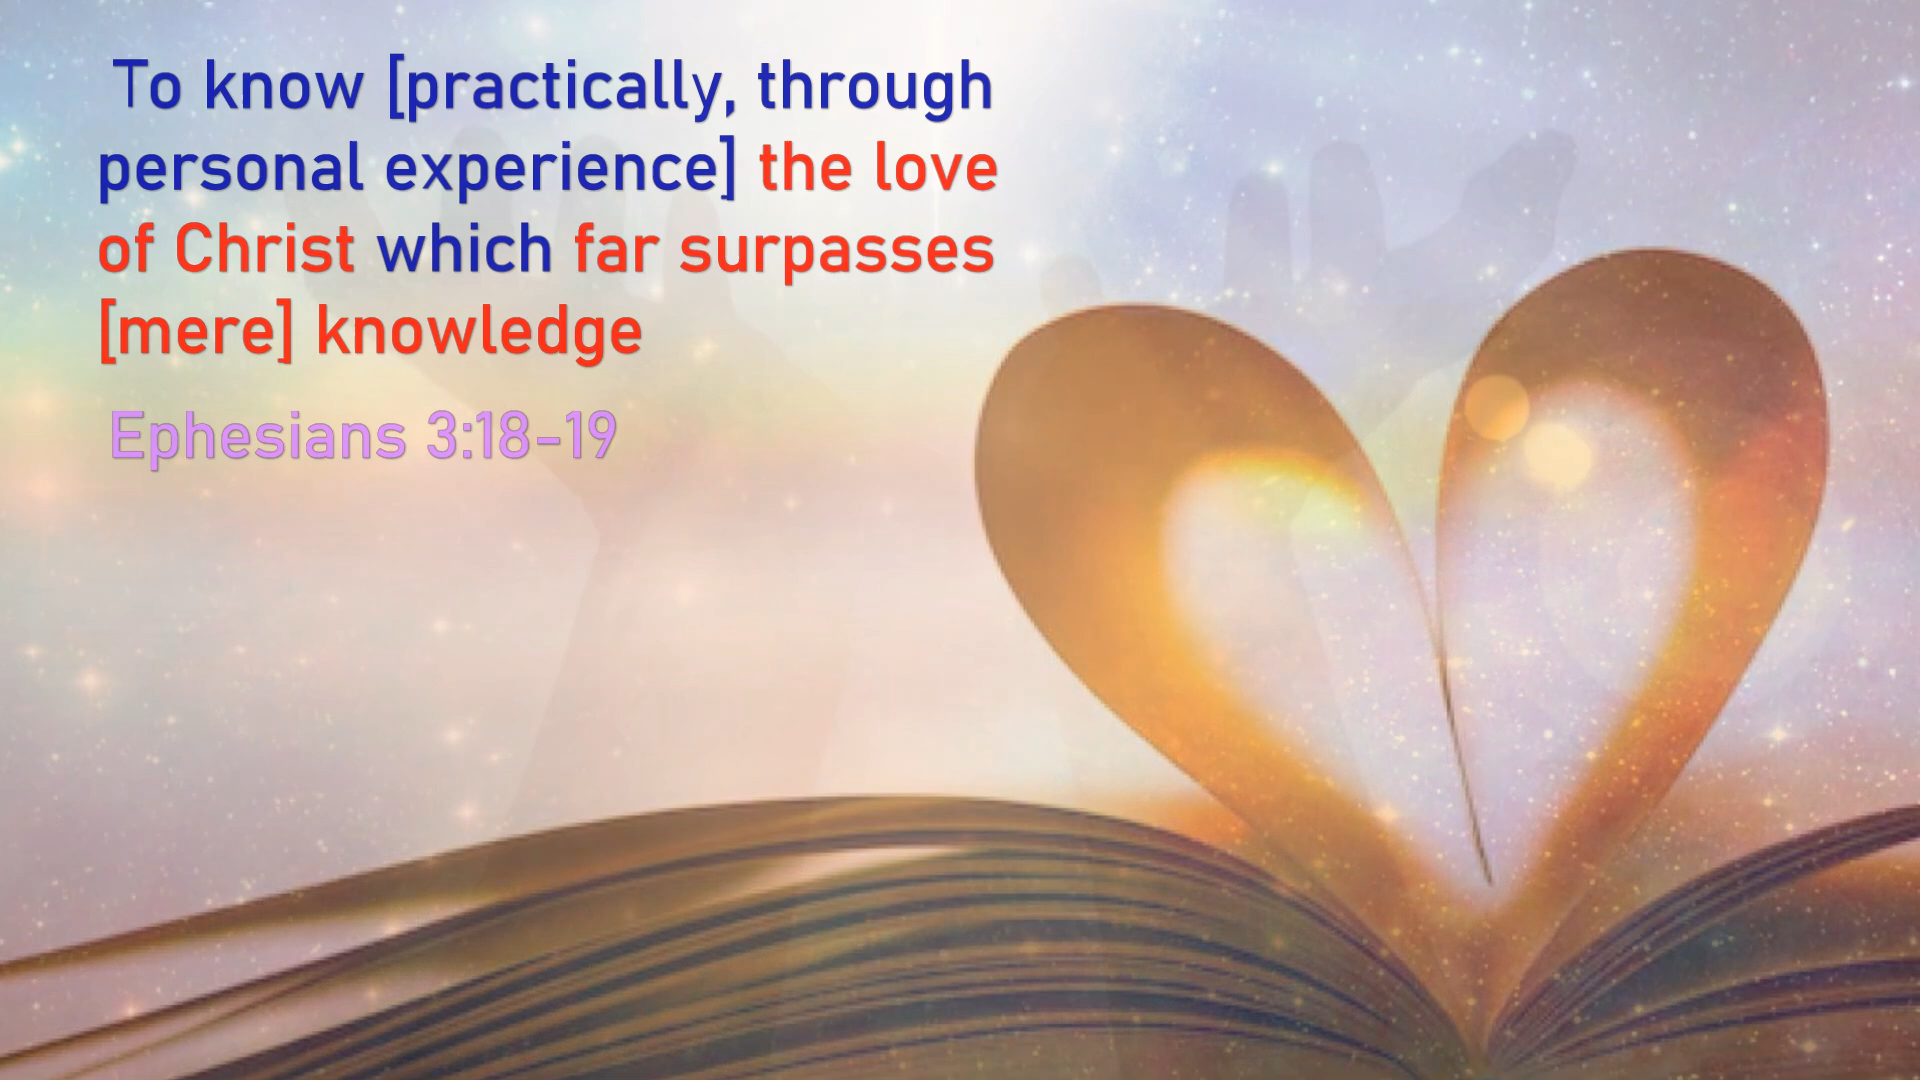 To know [practically, through
personal experience] the love
of Christ which far surpasses
[mere] knowledge
Ephesians 3:18-19